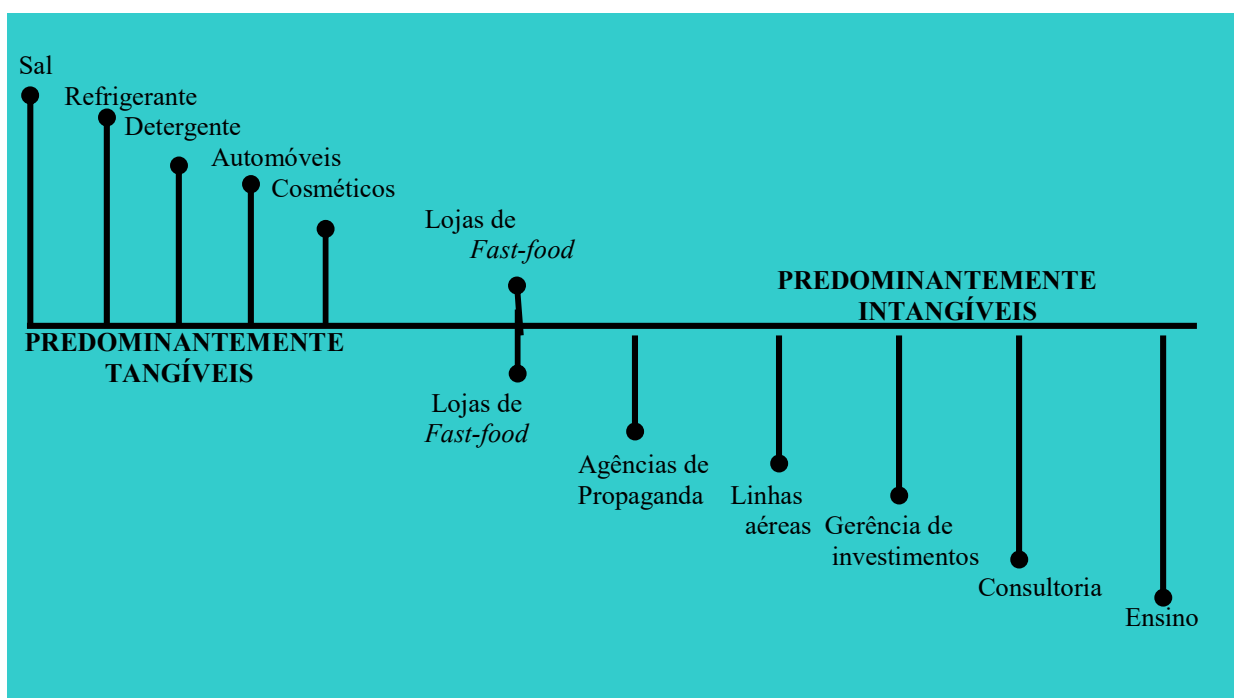 Sal
Refrigerante
Detergente
Automóveis
Cosméticos
Lojas de
Fast-food
PREDOMINANTEMENTE
INTANGÍVEIS
PREDOMINANTEMENTE
TANGÍVEIS
Lojas de
Fast-food
Agências de
Propaganda
Linhas
aéreas
Gerência de
investimentos
Consultoria
Ensino